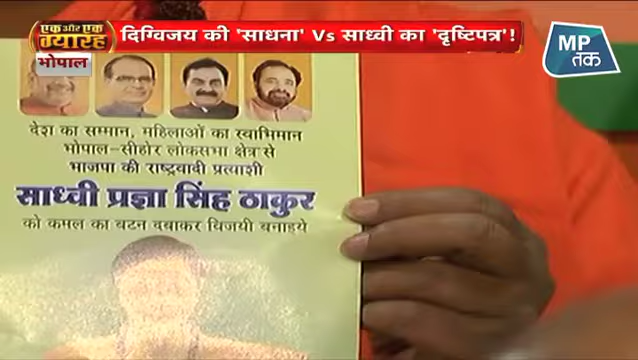 एक और एक
ग्यारह
भोपाल
दिग्विजय की 'साधना' Vs साध्वी का 'दृष्टिपत्र'!
MP
तक
देश का सम्मान, महिलाओं का स्वाभिमान
भोपाल-सीहोर लोकसभा क्षेत्र से
भाजपा की राष्ट्रवादी प्रत्याशी
साध्वी प्रज्ञा सिंह ठाकुर
को कमल का बटन दबाकर विजयी बनाइये